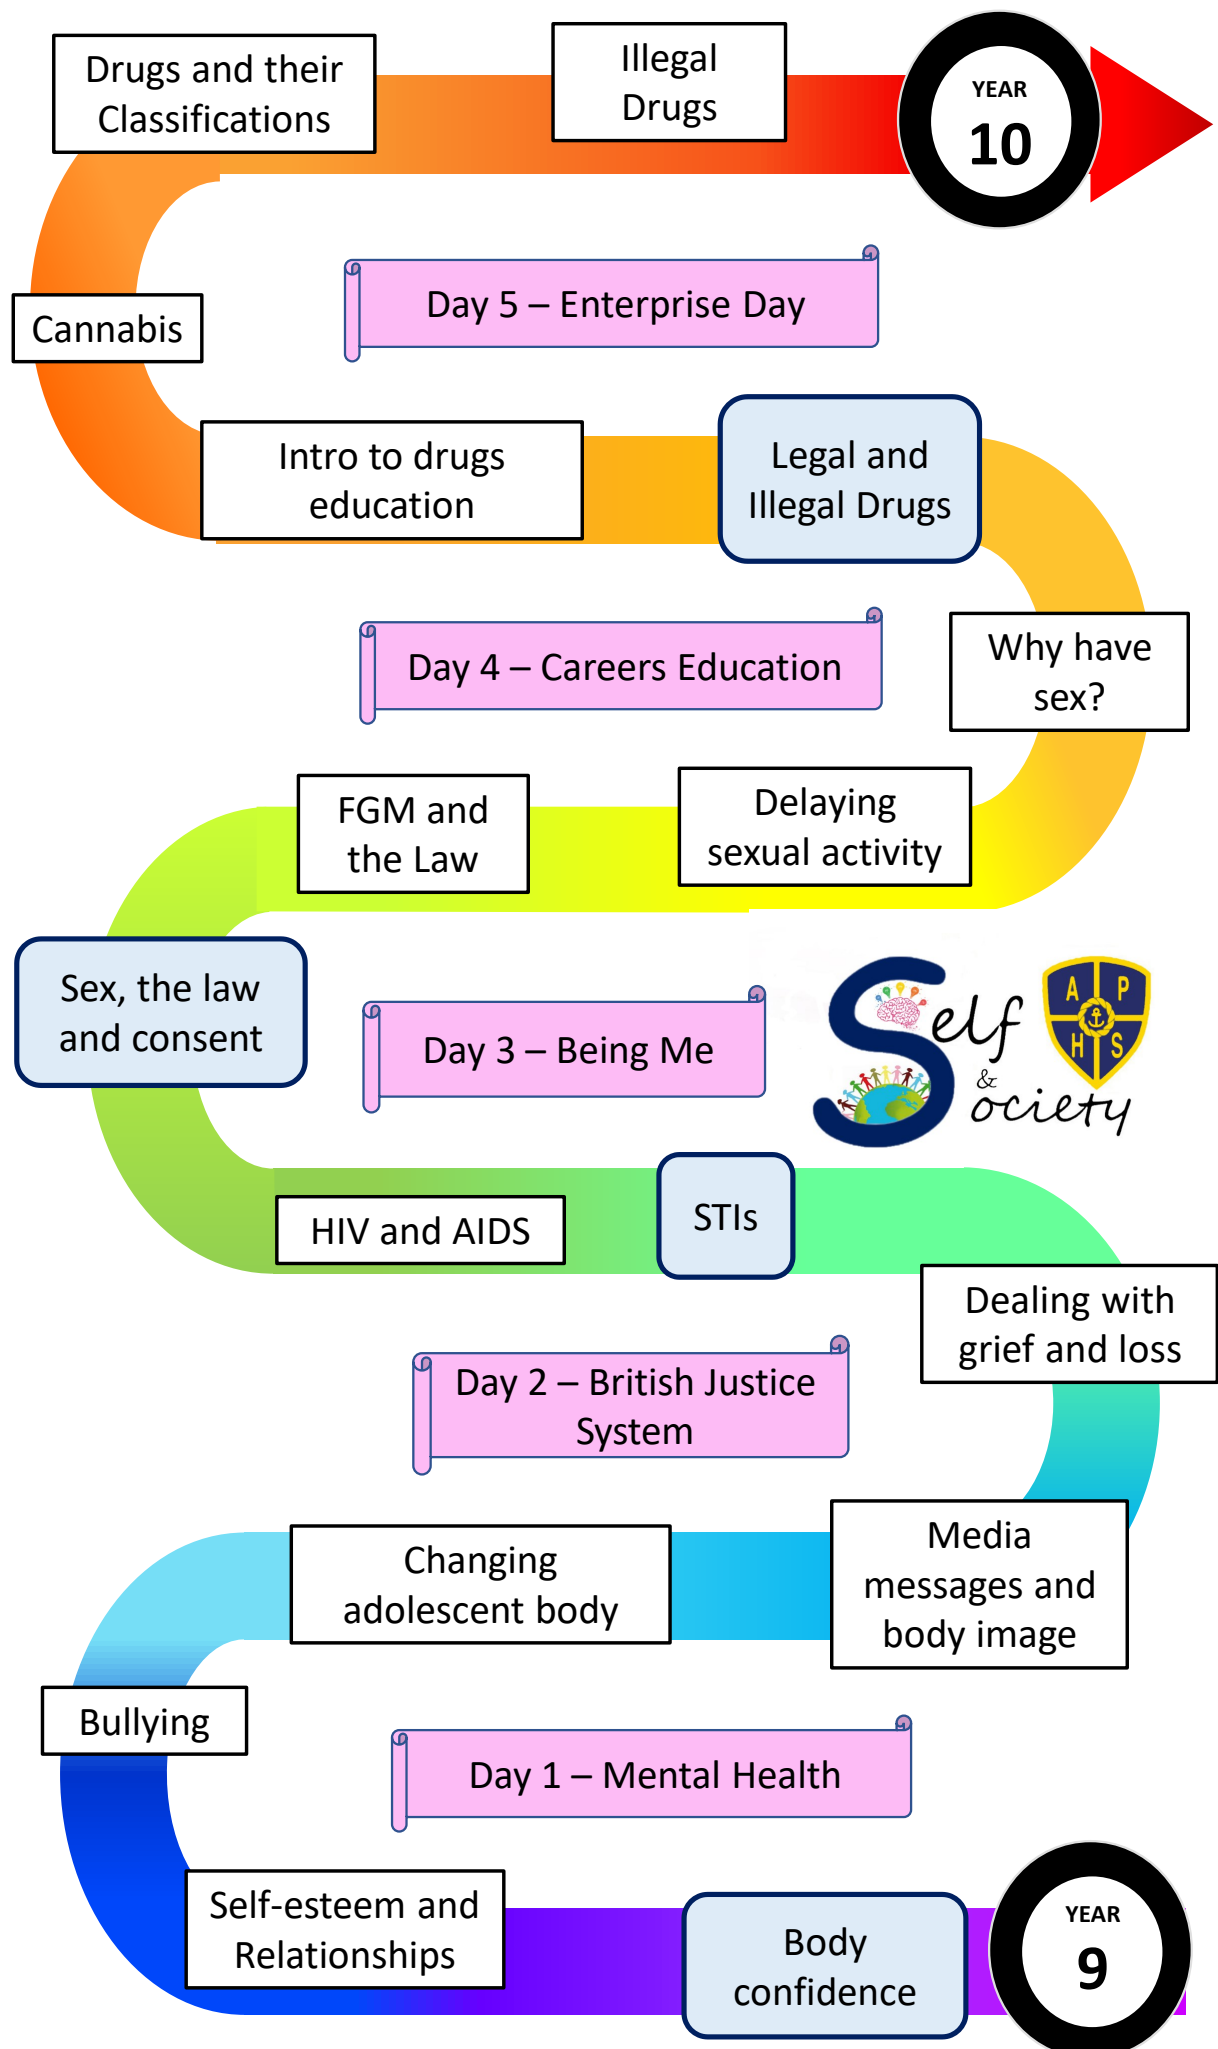 Drugs and their
Classifications
Illegal
Drugs
YEAR
10
Day 5 – Enterprise Day
Cannabis
Intro to drugs
education
Legal and
Illegal Drugs
Day 4 – Careers Education
Why have
sex?
FGM and
the Law
Delaying
sexual activity
Sex, the law
and consent
Day 3 – Being Me
Self
&
Society
A P
H S
HIV and AIDS
STIs
Dealing with
grief and loss
Day 2 – British Justice
System
Changing
adolescent body
Media
messages and
body image
Bullying
Day 1 – Mental Health
Self-esteem and
Relationships
Body
confidence
YEAR
9